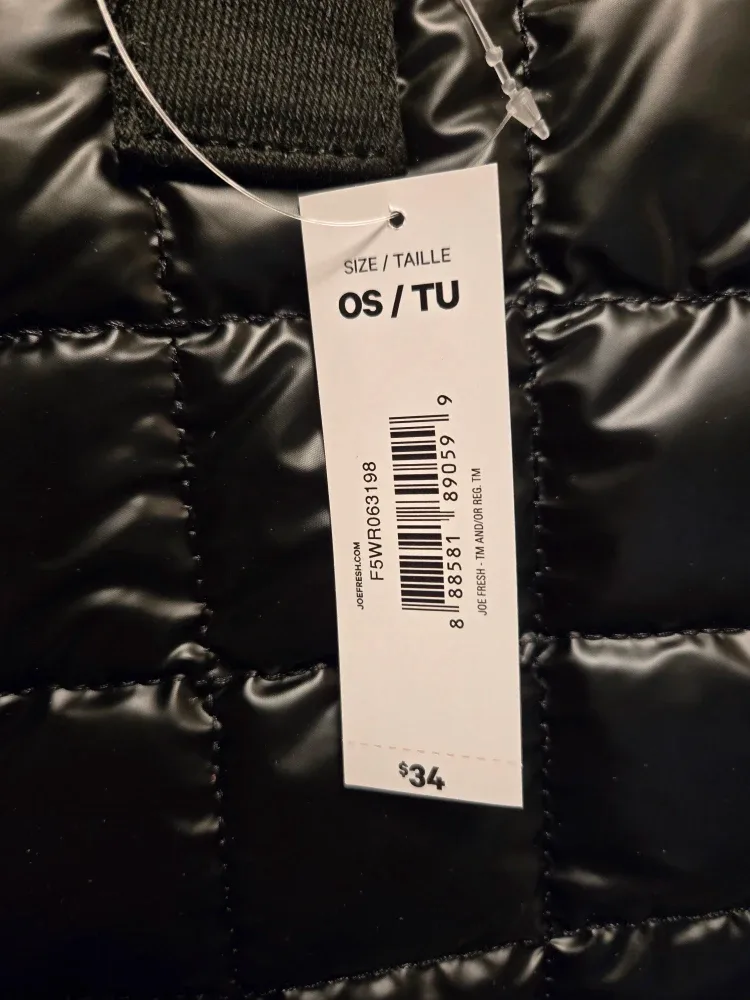 SIZE / TAILLE
OS / TU
JOEFRESH.COM
F5WR063198
8 88581 89059 9
JOE FRESH - TM AND/OR REG. TM
$34